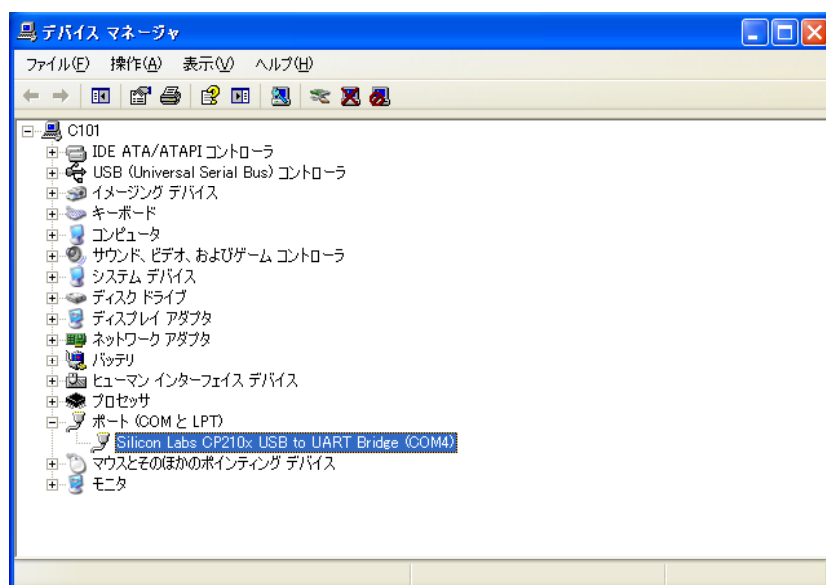 デバイス マネージャ
ファイル(F) 操作(A) 表示(V) ヘルプ(H)
C101
IDE ATA/ATAPI コントローラ
USB (Universal Serial Bus) コントローラ
イメージング デバイス
キーボード
コンピュータ
サウンド、ビデオ、およびゲーム コントローラ
システム デバイス
ディスク ドライブ
ディスプレイ アダプタ
ネットワーク アダプタ
バッテリ
ヒューマン インターフェイス デバイス
プロセッサ
ポート (COM と LPT)
Silicon Labs CP210x USB to UART Bridge (COM4)
マウスとそのほかのポインティング デバイス
モニタ